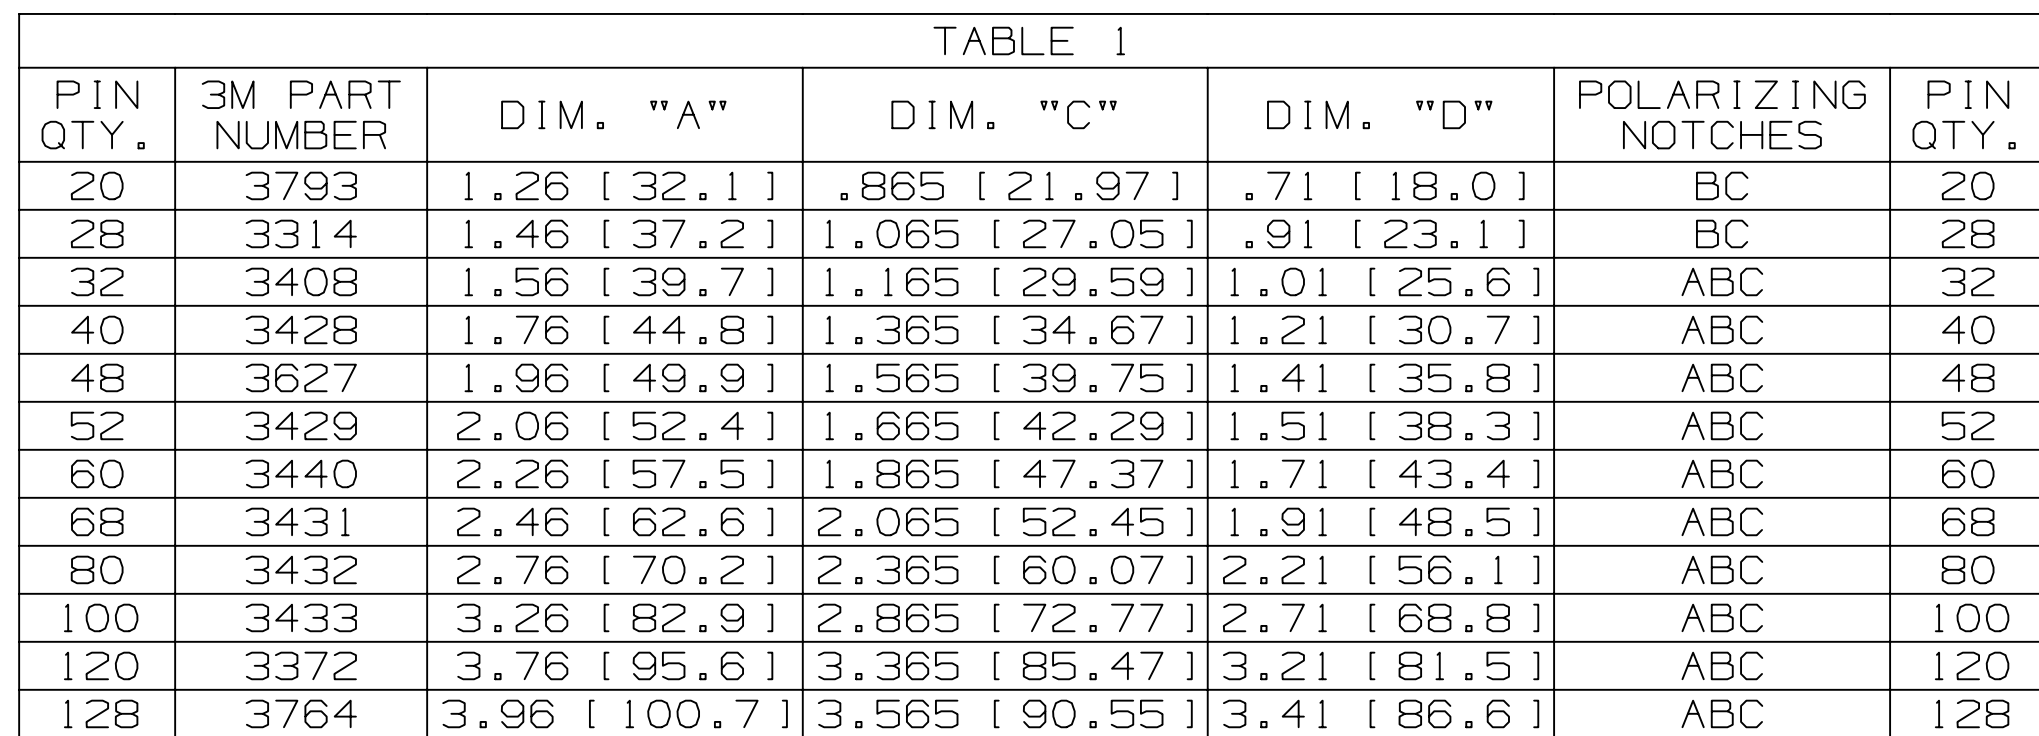 TABLE 1
PIN QTY. 3M PART NUMBER DIM. "A" DIM. "C" DIM. "D" POLARIZING NOTCHES PIN QTY.
20 3793 1.26 [32.1] .865 [21.97] .71 [18.0] BC 20
28 3314 1.46 [37.2] 1.065 [27.05] .91 [23.1] BC 28
32 3408 1.56 [39.7] 1.165 [29.59] 1.01 [25.6] ABC 32
40 3428 1.76 [44.8] 1.365 [34.67] 1.21 [30.7] ABC 40
48 3627 1.96 [49.9] 1.565 [39.75] 1.41 [35.8] ABC 48
52 3429 2.06 [52.4] 1.665 [42.29] 1.51 [38.3] ABC 52
60 3440 2.26 [57.5] 1.865 [47.37] 1.71 [43.4] ABC 60
68 3431 2.46 [62.6] 2.065 [52.45] 1.91 [48.5] ABC 68
80 3432 2.76 [70.2] 2.365 [60.07] 2.21 [56.1] ABC 80
100 3433 3.26 [82.9] 2.865 [72.77] 2.71 [68.8] ABC 100
120 3372 3.76 [95.6] 3.365 [85.47] 3.21 [81.5] ABC 120
128 3764 3.96 [100.7] 3.565 [90.55] 3.41 [86.6] ABC 128